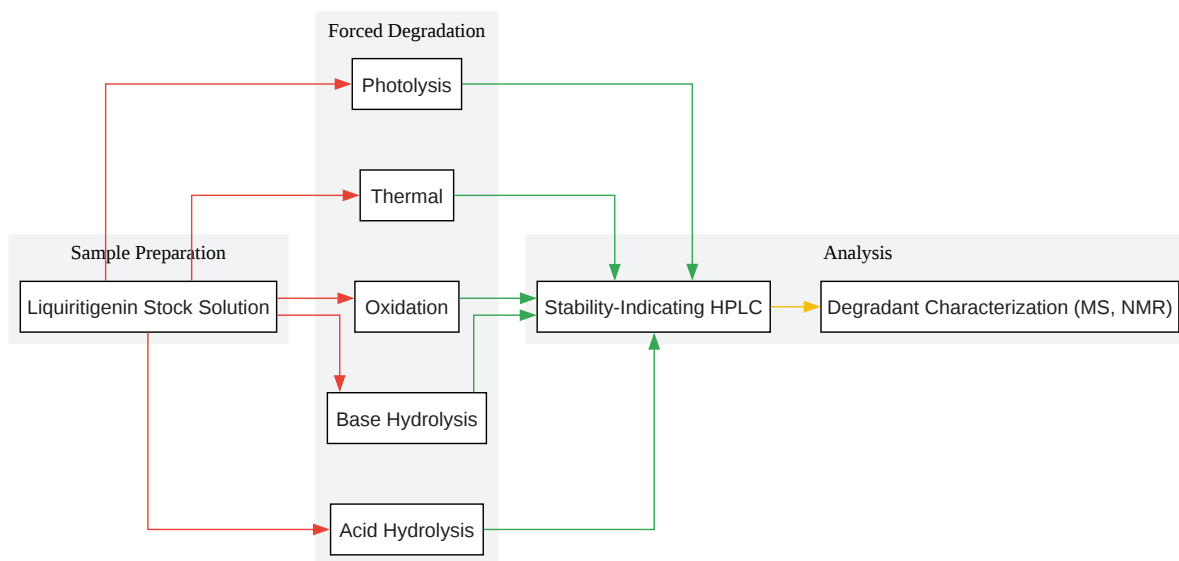 Forced Degradation
Photolysis
Thermal
Sample Preparation
Analysis
Liquiritigenin Stock Solution
Oxidation
Stability-Indicating HPLC
Degradant Characterization (MS, NMR)
Base Hydrolysis
Acid Hydrolysis